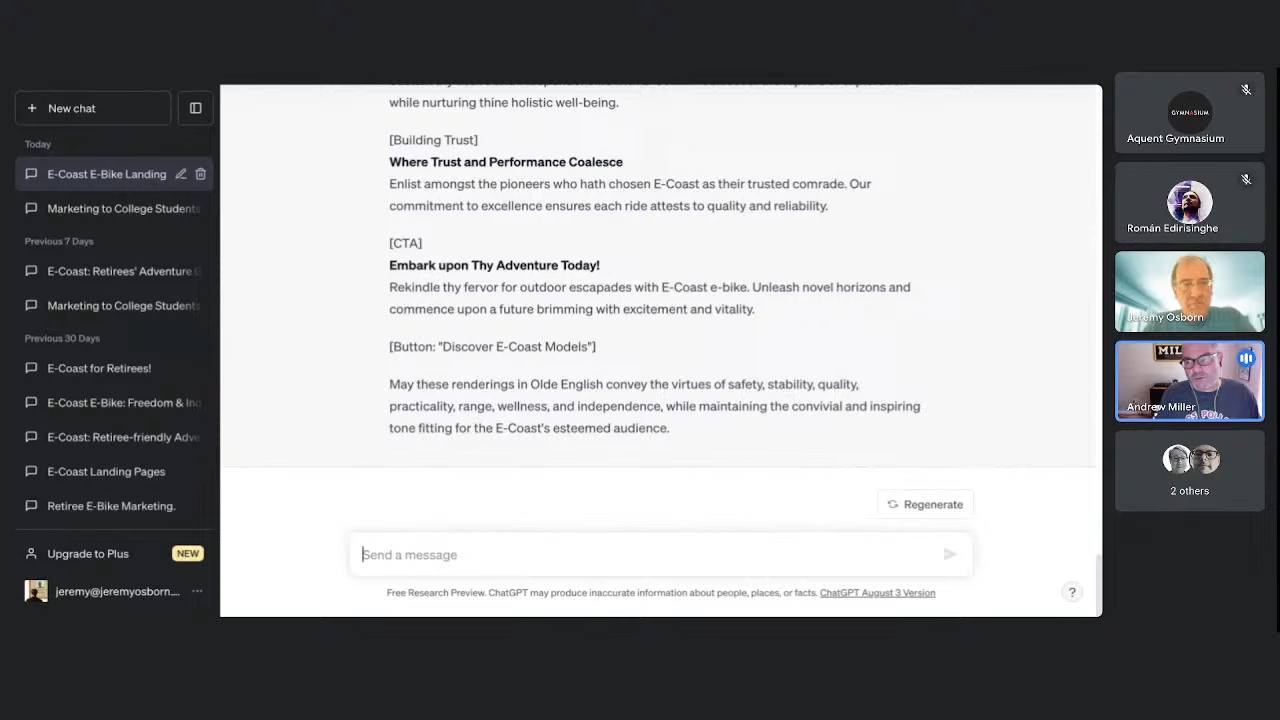 New chat
Today
E-Coast E-Bike Landing
Marketing to College Students
Previous 7 Days
E-Coast: Retirees' Adventure
Marketing to College Students
Previous 30 Days
E-Coast for Retirees!
E-Coast E-Bike: Freedom & In
E-Coast: Retiree-friendly Adve
E-Coast Landing Pages
Retiree E-Bike Marketing.
Upgrade to Plus
NEW
jeremy@jeremyosborn....
while nurturing thine holistic well-being.
[Building Trust]
Where Trust and Performance Coalesce
Enlist amongst the pioneers who hath chosen E-Coast as their trusted comrade. Our
commitment to excellence ensures each ride attests to quality and reliability.
[CTA]
Embark upon Thy Adventure Today!
Rekindle thy fervor for outdoor escapades with E-Coast e-bike. Unleash novel horizons and
commence upon a future brimming with excitement and vitality.
[Button: "Discover E-Coast Models"]
May these renderings in Olde English convey the virtues of safety, stability, quality,
practicality, range, wellness, and independence, while maintaining the convivial and inspiring
tone fitting for the E-Coast's esteemed audience.
Regenerate
Send a message
Free Research Preview. ChatGPT may produce inaccurate information about people, places, or facts. ChatGPT August 3 Version
?
GYMNASIUM
Aquent Gymnasium
Román Edirisinghe
Jeremy Osborn
MIL
Andrew Miller
2 others